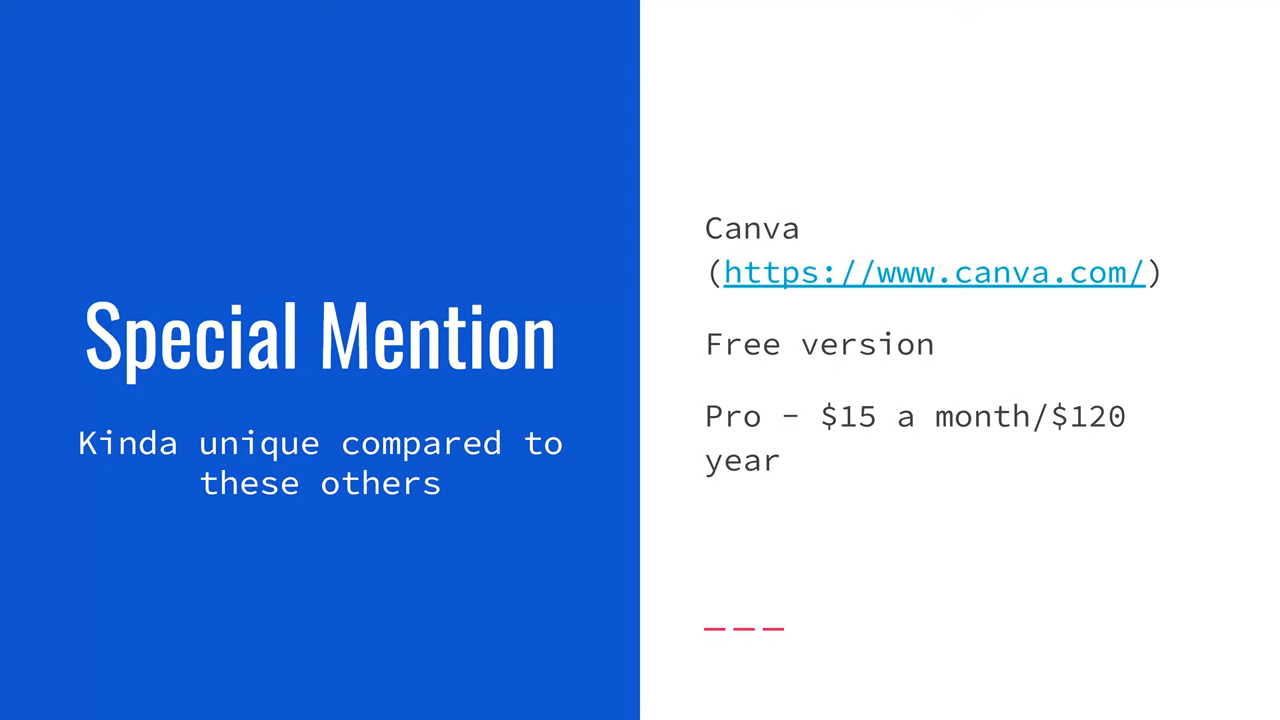 Special Mention
Kinda unique compared to
these others
Canva
(https://www.canva.com/)
Free version
Pro - $15 a month/$120
year